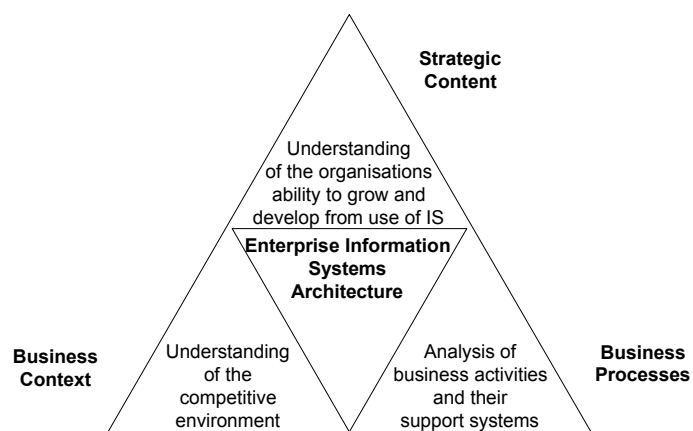 Strategic
Content
Understanding
of the organisations
ability to grow and
develop from use of IS
Enterprise Information
Systems
Architecture
Business
Context
Understanding
of the
competitive
environment
Analysis of
business activities
and their
support systems
Business
Processes